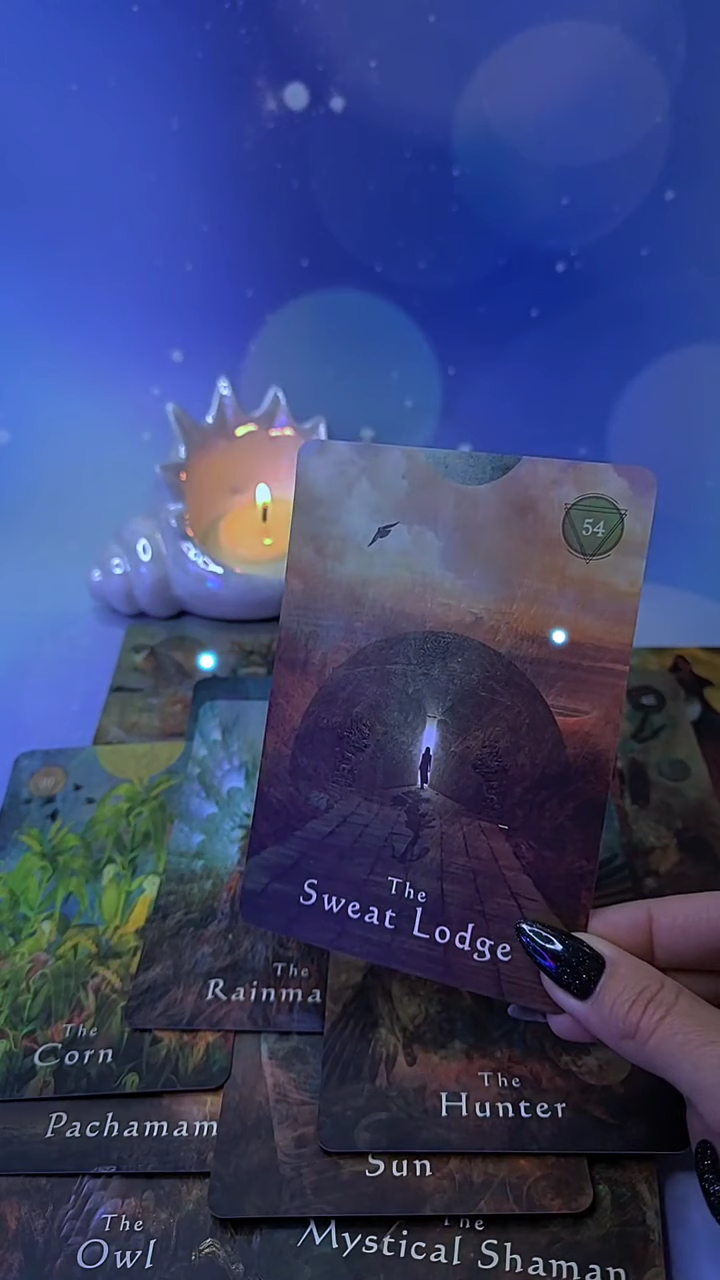 54
The
Sweat Lodge
The
Rainma
The
Corn
The
Hunter
Pachamam
Sun
The
Owl
The
Mystical Shaman